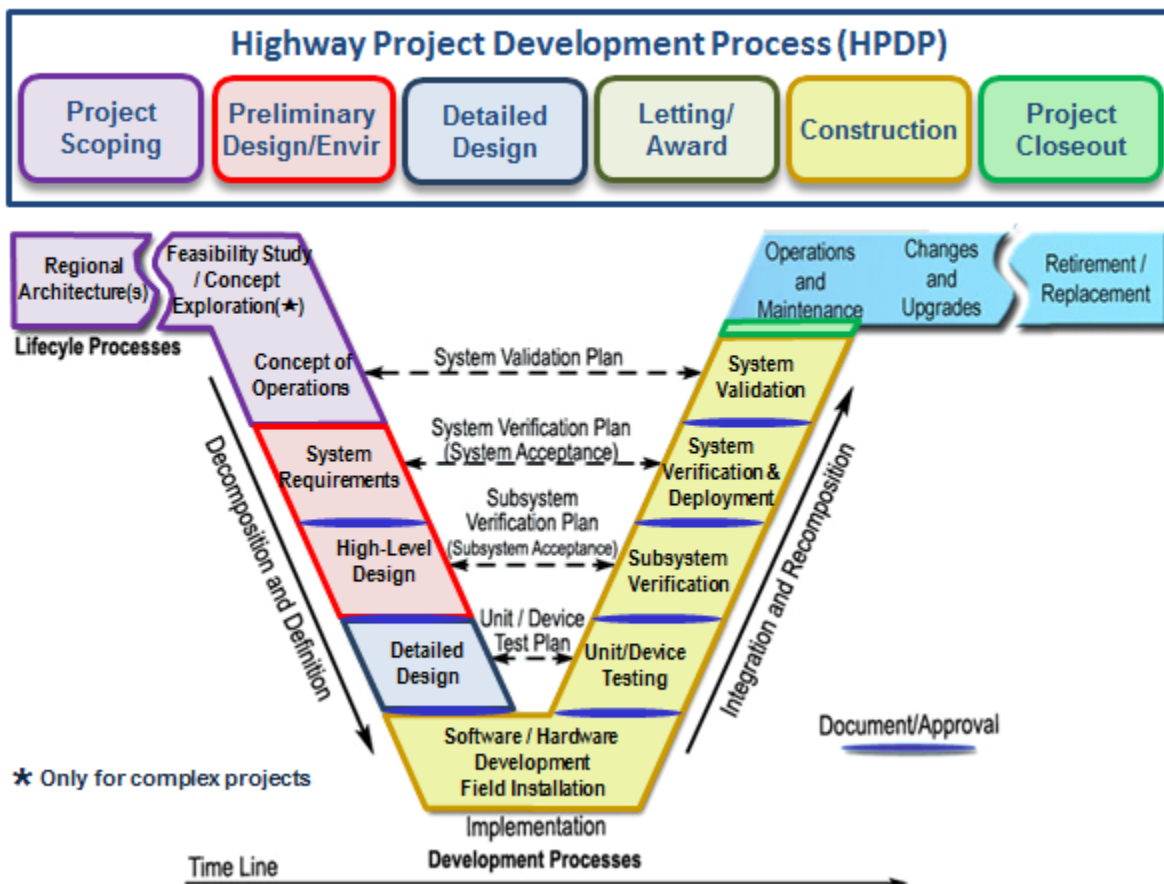 Highway Project Development Process (HPDP)
Project
Scoping
Preliminary
Design/Envir
Detailed
Design
Letting/
Award
Construction
Project
Closeout
Regional
Architecture(s)
Feasibility Study
/ Concept
Exploration(★)
Operations
and
Maintenance
Changes
and
Upgrades
Retirement /
Replacement
Lifecyle Processes
Concept of
Operations
System Validation Plan
System
Validation
System
Requirements
System Verification Plan
(System Acceptance)
System
Verification &
Deployment
High-Level
Design
Subsystem
Verification Plan
(Subsystem Acceptance)
Subsystem
Verification
Detailed
Design
Unit / Device
Test Plan
Unit/Device
Testing
Decomposition and Definition
Integration and Recomposition
Software / Hardware
Development
Field Installation
Document/Approval
★ Only for complex projects
Implementation
Development Processes
Time Line